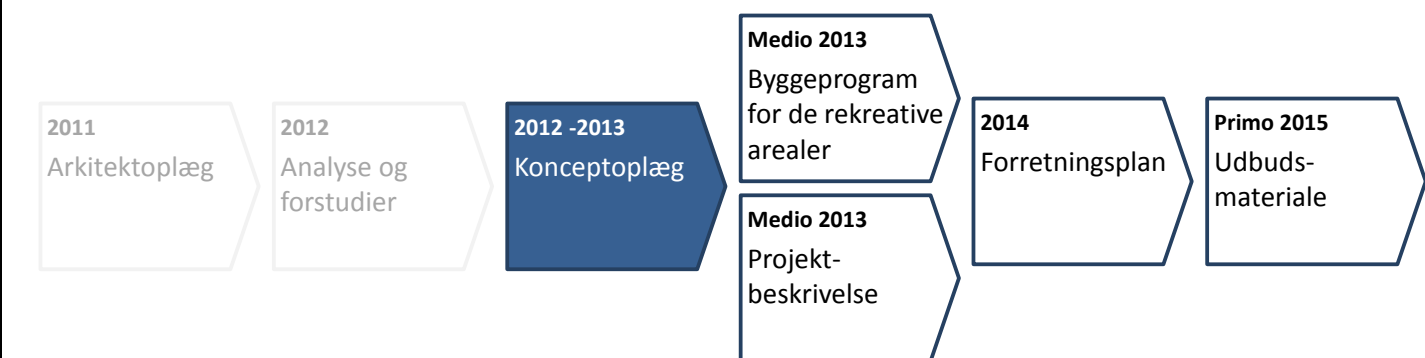 2011
Arkitektoplæg
2012
Analyse og
forstudier
2012 -2013
Konceptoplæg
Medio 2013
Byggeprogram
for de rekreative
arealer
Medio 2013
Projekt-
beskrivelse
2014
Forretningsplan
Primo 2015
Udbuds-
materiale